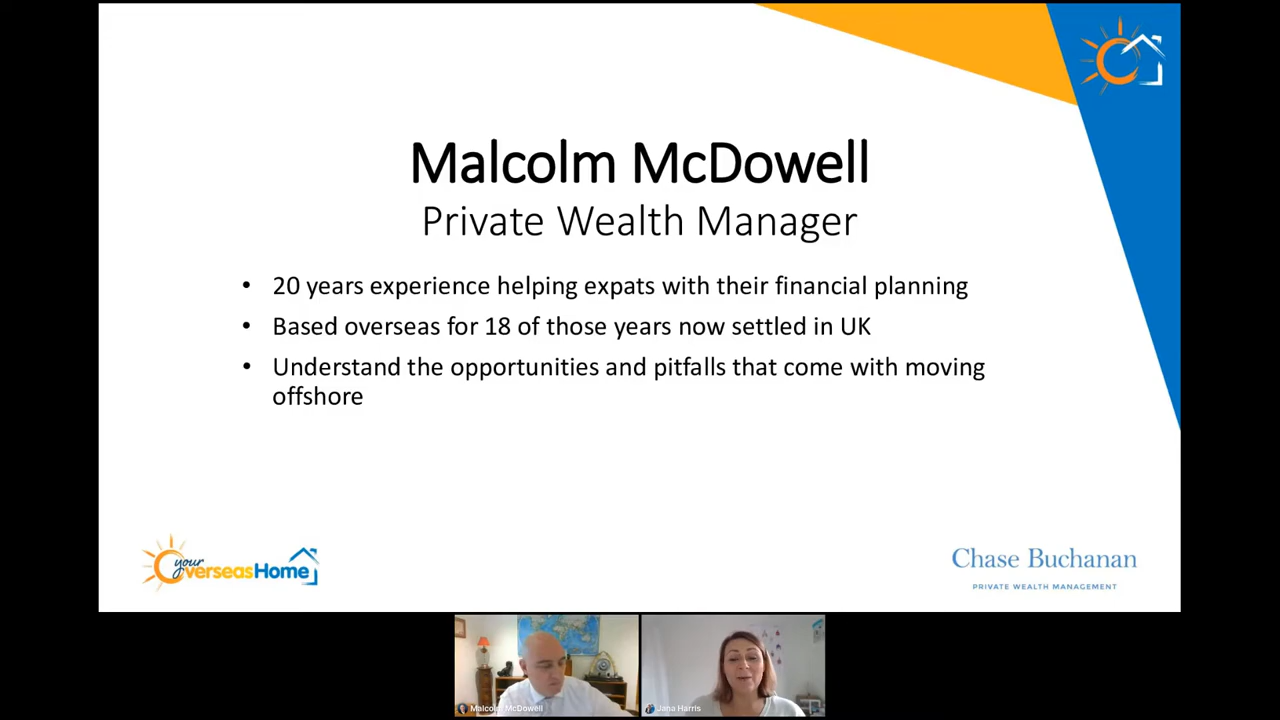 Malcolm McDowell
Private Wealth Manager
• 20 years experience helping expats with their financial planning
• Based overseas for 18 of those years now settled in UK
• Understand the opportunities and pitfalls that come with moving
offshore
your
OverseasHome
Chase Buchanan
PRIVATE WEALTH MANAGEMENT
Malcolm McDowell
Jana Harris